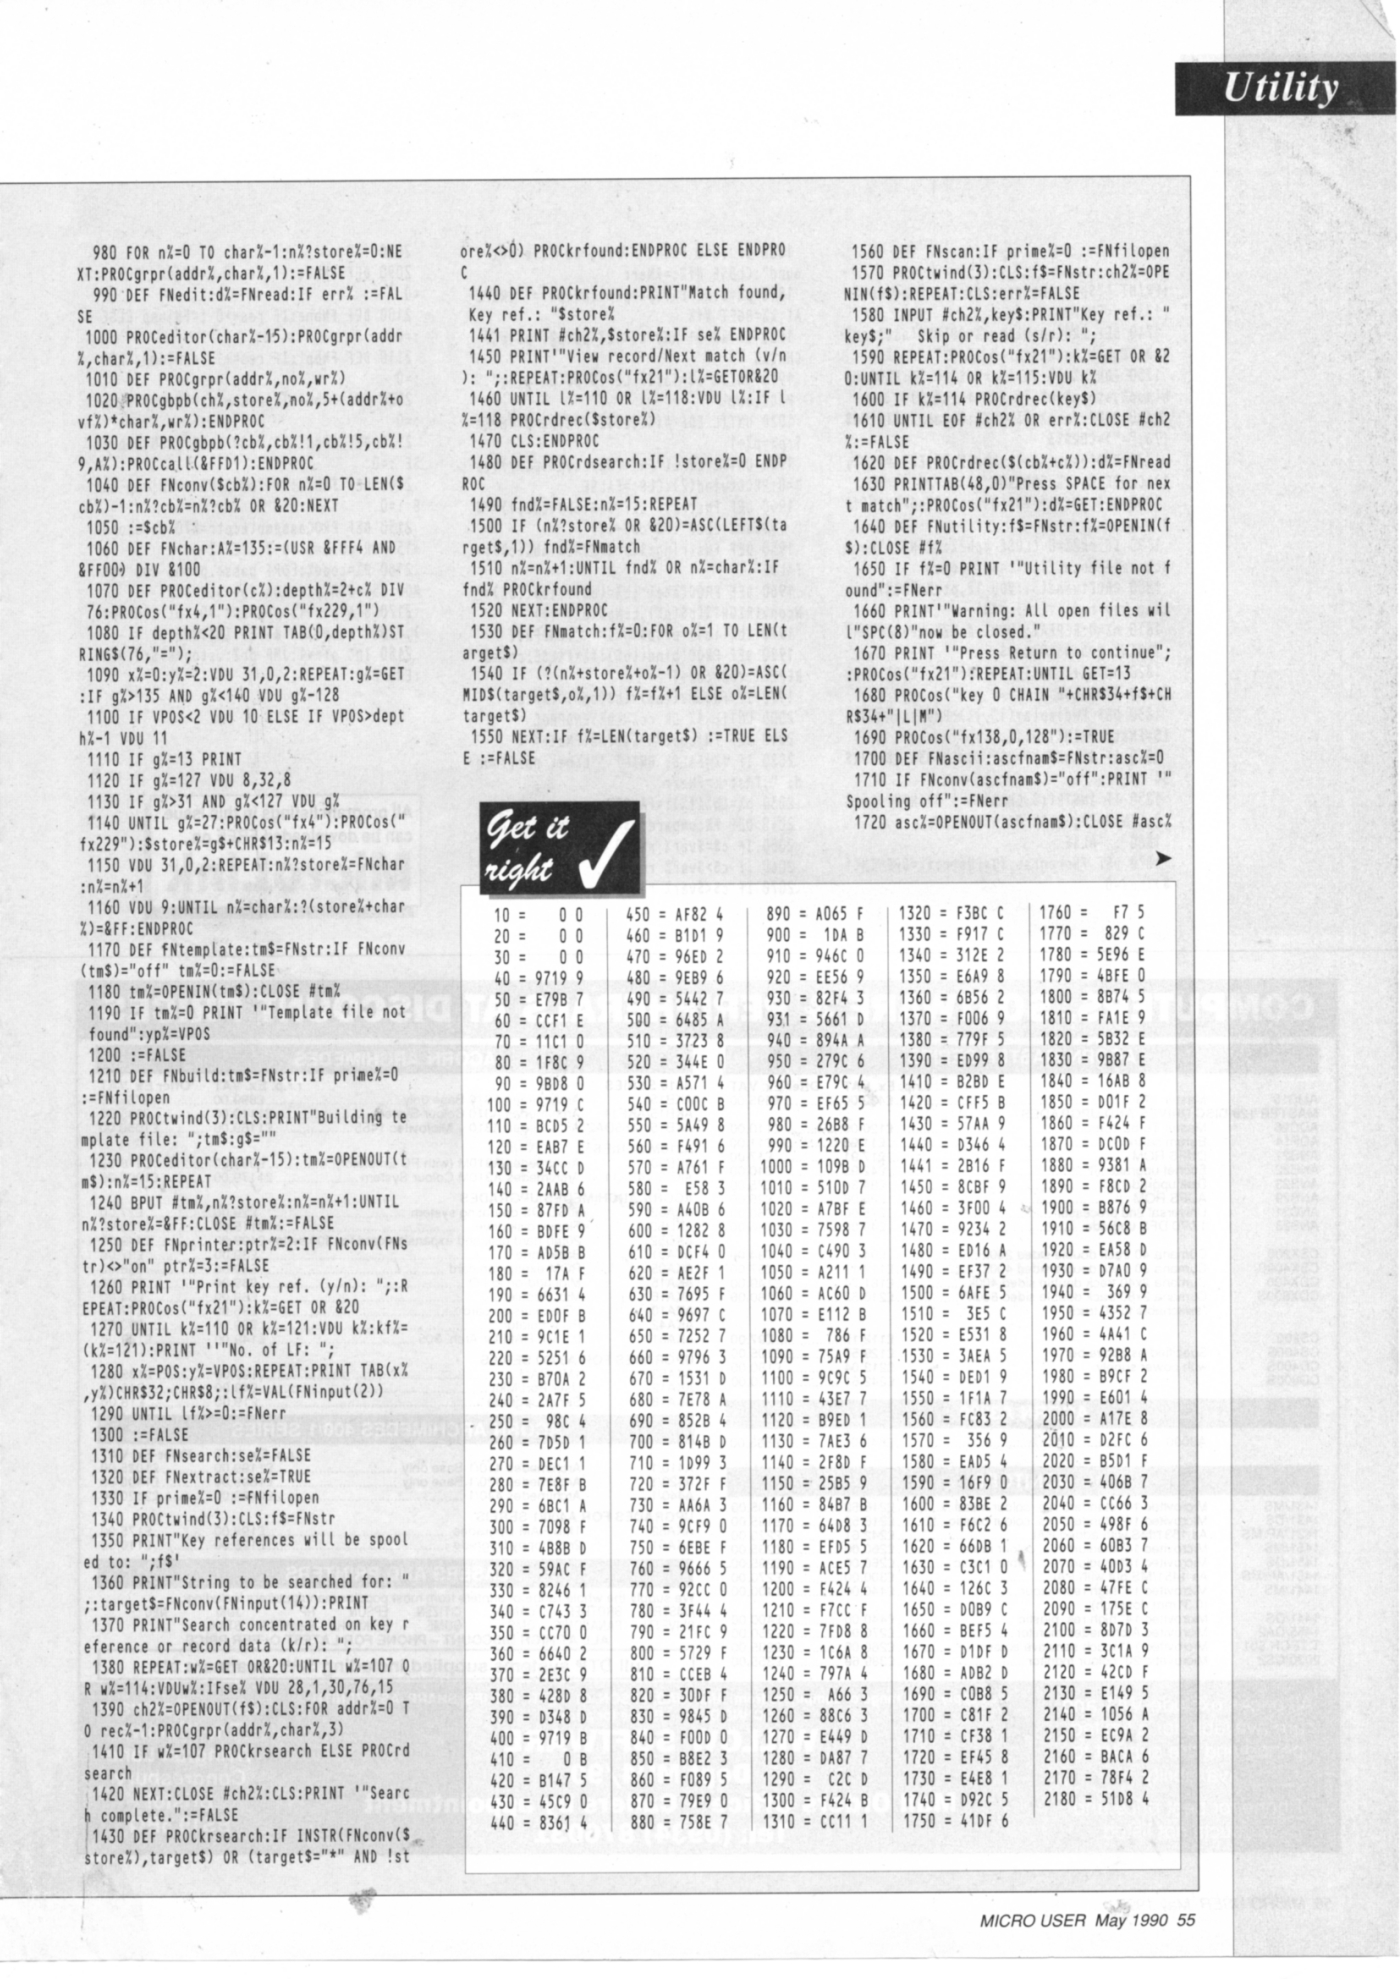 Utility
980 FOR n%=0 TO char%-1:n%?store%=0:NE
XT:PROCgrpr(addr%,char%,1):=FALSE
990 DEF FNedit:d%=FNread:IF err% :=FAL
SE
1000 PROCeditor(char%-15):PROCgrpr(addr
%,char%,1):=FALSE
1010 DEF PROCgrpr(addr%,no%,wr%)
1020 PROCgbpb(ch%,store%,no%,5+(addr%+o
vf%)*char%,wr%):ENDPROC
1030 DEF PROCgbpb(?cb%,cb%!1,cb%!5,cb%!
9,A%):PROCcall(&FFD1):ENDPROC
1040 DEF FNconv($cb%):FOR n%=0 TO LEN($
cb%)-1:n%?cb%=n%?cb% OR &20:NEXT
1050 :=$cb%
1060 DEF FNchar:A%=135:=(USR &FFF4 AND
&FF00) DIV &100
1070 DEF PROCeditor(c%):depth%=2+c% DIV
76:PROCos("fx4,1"):PROCos("fx229,1")
1080 IF depth%<20 PRINT TAB(0,depth%)ST
RING$(76,"=");
1090 x%=0:y%=2:VDU 31,0,2:REPEAT:g%=GET
:IF g%>135 AND g%<140 VDU g%-128
1100 IF VPOS<2 VDU 10 ELSE IF VPOS>dept
h%-1 VDU 11
1110 IF g%=13 PRINT
1120 IF g%=127 VDU 8,32,8
1130 IF g%>31 AND g%<127 VDU g%
1140 UNTIL g%=27:PROCos("fx4"):PROCos("
fx229"):$store%=g$+CHR$13:n%=15
1150 VDU 31,0,2:REPEAT:n%?store%=FNchar
:n%=n%+1
1160 VDU 9:UNTIL n%=char%:?(store%+char
%)=&FF:ENDPROC
1170 DEF FNtemplate:tm$=FNstr:IF FNconv
(tm$)="off" tm%=0:=FALSE
1180 tm%=OPENIN(tm$):CLOSE #tm%
1190 IF tm%=0 PRINT '"Template file not
found":yp%=VPOS
1200 :=FALSE
1210 DEF FNbuild:tm$=FNstr:IF prime%=0
:=FNfilopen
1220 PROCtwind(3):CLS:PRINT"Building te
mplate file: ";tm$:g$=""
1230 PROCeditor(char%-15):tm%=OPENOUT(t
m$):n%=15:REPEAT
1240 BPUT #tm%,n%?store%:n%=n%+1:UNTIL
n%?store%=&FF:CLOSE #tm%:=FALSE
1250 DEF FNprinter:ptr%=2:IF FNconv(FNs
tr)<>"on" ptr%=3:=FALSE
1260 PRINT '"Print key ref. (y/n): ";:R
EPEAT:PROCos("fx21"):k%=GET OR &20
1270 UNTIL k%=110 OR k%=121:VDU k%:kf%=
(k%=121):PRINT ''"No. of LF: ";
1280 x%=POS:y%=VPOS:REPEAT:PRINT TAB(x%
,y%)CHR$32;CHR$8;:lf%=VAL(FNinput(2))
1290 UNTIL lf%>=0:=FNerr
1300 :=FALSE
1310 DEF FNsearch:se%=FALSE
1320 DEF FNextract:se%=TRUE
1330 IF prime%=0 :=FNfilopen
1340 PROCtwind(3):CLS:f$=FNstr
1350 PRINT"Key references will be spool
ed to: ";f$'
1360 PRINT"String to be searched for: "
;:target$=FNconv(FNinput(14)):PRINT
1370 PRINT"Search concentrated on key r
eference or record data (k/r): ";
1380 REPEAT:w%=GET OR&20:UNTIL w%=107 O
R w%=114:VDUw%:IFse% VDU 28,1,30,76,15
1390 ch2%=OPENOUT(f$):CLS:FOR addr%=0 T
O rec%-1:PROCgrpr(addr%,char%,3)
1410 IF w%=107 PROCkrsearch ELSE PROCrd
search
1420 NEXT:CLOSE #ch2%:CLS:PRINT '"Searc
h complete.":=FALSE
1430 DEF PROCkrsearch:IF INSTR(FNconv($
store%),target$) OR (target$="*" AND !st
ore%<>0) PROCkrfound:ENDPROC ELSE ENDPRO
C
1440 DEF PROCkrfound:PRINT"Match found,
Key ref.: "$store%
1441 PRINT #ch2%,$store%:IF se% ENDPROC
1450 PRINT'"View record/Next match (v/n
): ";:REPEAT:PROCos("fx21"):l%=GETOR&20
1460 UNTIL l%=110 OR l%=118:VDU l%:IF l
%=118 PROCrdrec($store%)
1470 CLS:ENDPROC
1480 DEF PROCrdsearch:IF !store%=0 ENDP
ROC
1490 fnd%=FALSE:n%=15:REPEAT
1500 IF (n%?store% OR &20)=ASC(LEFT$(ta
rget$,1)) fnd%=FNmatch
1510 n%=n%+1:UNTIL fnd% OR n%=char%:IF
fnd% PROCkrfound
1520 NEXT:ENDPROC
1530 DEF FNmatch:f%=0:FOR o%=1 TO LEN(t
arget$)
1540 IF (?(n%+store%+o%-1) OR &20)=ASC(
MID$(target$,o%,1)) f%=f%+1 ELSE o%=LEN(
target$)
1550 NEXT:IF f%=LEN(target$) :=TRUE ELS
E :=FALSE
1560 DEF FNscan:IF prime%=0 :=FNfilopen
1570 PROCtwind(3):CLS:f$=FNstr:ch2%=OPE
NIN(f$):REPEAT:CLS:err%=FALSE
1580 INPUT #ch2%,key$:PRINT"Key ref.: "
key$;"   Skip or read (s/r): ";
1590 REPEAT:PROCos("fx21"):k%=GET OR &2
0:UNTIL k%=114 OR k%=115:VDU k%
1600 IF k%=114 PROCrdrec(key$)
1610 UNTIL EOF #ch2% OR err%:CLOSE #ch2
%:=FALSE
1620 DEF PROCrdrec($(cb%+c%)):d%=FNread
1630 PRINTTAB(48,0)"Press SPACE for nex
t match";:PROCos("fx21"):d%=GET:ENDPROC
1640 DEF FNutility:f$=FNstr:f%=OPENIN(f
$):CLOSE #f%
1650 IF f%=0 PRINT '"Utility file not f
ound":=FNerr
1660 PRINT'"Warning: All open files wil
l"SPC(8)"now be closed."
1670 PRINT '"Press Return to continue";
:PROCos("fx21"):REPEAT:UNTIL GET=13
1680 PROCos("key 0 CHAIN "+CHR$34+f$+CH
R$34+"|L|M")
1690 PROCos("fx138,0,128"):=TRUE
1700 DEF FNascii:ascfnam$=FNstr:asc%=0
1710 IF FNconv(ascfnam$)="off":PRINT '"
Spooling off":=FNerr
1720 asc%=OPENOUT(ascfnam$):CLOSE #asc%
Get it
right
10 = 0 0
20 = 0 0
30 = 0 0
40 = 9719 9
50 = E79B 7
60 = CCF1 E
70 = 11C1 0
80 = 1F8C 9
90 = 9BD8 0
100 = 9719 C
110 = BCD5 2
120 = EAB7 E
130 = 34CC D
140 = 2AAB 6
150 = 87FD A
160 = BDFE 9
170 = AD5B B
180 = 17A F
190 = 6631 4
200 = ED0F B
210 = 9C1E 1
220 = 5251 6
230 = B70A 2
240 = 2A7F 5
250 = 98C 4
260 = 7D5D 1
270 = DEC1 1
280 = 7E8F B
290 = 6BC1 A
300 = 7098 F
310 = 4B8B D
320 = 59AC F
330 = 8246 1
340 = C743 3
350 = CC70 0
360 = 6640 2
370 = 2E3C 9
380 = 428D 8
390 = D348 D
400 = 9719 B
410 = 0 B
420 = B147 5
430 = 45C9 0
440 = 8361 4
450 = AF82 4
460 = B1D1 9
470 = 96ED 2
480 = 9EB9 6
490 = 5442 7
500 = 6485 A
510 = 3723 8
520 = 344E 0
530 = A571 4
540 = C00C B
550 = 5A49 8
560 = F491 6
570 = A761 F
580 = E58 3
590 = A40B 6
600 = 1282 8
610 = DCF4 0
620 = AE2F 1
630 = 7695 F
640 = 9697 C
650 = 7252 7
660 = 9796 3
670 = 1531 D
680 = 7E78 A
690 = 852B 4
700 = 814B D
710 = 1D99 3
720 = 372F F
730 = AA6A 3
740 = 9CF9 0
750 = 6EBE F
760 = 9666 5
770 = 92CC 0
780 = 3F44 4
790 = 21FC 9
800 = 5729 F
810 = CCEB 4
820 = 30DF F
830 = 9845 D
840 = F00D 0
850 = B8E2 3
860 = F089 5
870 = 79E9 0
880 = 758E 7
890 = A065 F
900 = 1DA B
910 = 946C 0
920 = EE56 9
930 = 82F4 3
931 = 5661 D
940 = 894A A
950 = 279C 6
960 = E79C 4
970 = EF65 5
980 = 26B8 F
990 = 1220 E
1000 = 109B D
1010 = 510D 7
1020 = A7BF E
1030 = 7598 7
1040 = C490 3
1050 = A211 1
1060 = AC60 D
1070 = E112 B
1080 = 786 F
1090 = 75A9 F
1100 = 9C9C 5
1110 = 43E7 7
1120 = B9ED 1
1130 = 7AE3 6
1140 = 2F8D F
1150 = 25B5 9
1160 = 84B7 B
1170 = 64D8 3
1180 = EFD5 5
1190 = ACE5 7
1200 = F424 4
1210 = F7CC F
1220 = 7FD8 8
1230 = 1C6A 8
1240 = 797A 4
1250 = A66 3
1260 = 88C6 3
1270 = E449 D
1280 = DA87 7
1290 = C2C D
1300 = F424 B
1310 = CC11 1
1320 = F3BC C
1330 = F917 C
1340 = 312E 2
1350 = E6A9 8
1360 = 6B56 2
1370 = F006 9
1380 = 779F 5
1390 = ED99 8
1410 = B2BD E
1420 = CFF5 B
1430 = 57AA 9
1440 = D346 4
1441 = 2B16 F
1450 = 8CBF 9
1460 = 3F00 4
1470 = 9234 2
1480 = ED16 A
1490 = EF37 2
1500 = 6AFE 5
1510 = 3E5 C
1520 = E531 8
1530 = 3AEA 5
1540 = DED1 9
1550 = 1F1A 7
1560 = FC83 2
1570 = 356 9
1580 = EAD5 4
1590 = 16F9 0
1600 = 83BE 2
1610 = F6C2 6
1620 = 66DB 1
1630 = C3C1 0
1640 = 126C 3
1650 = D0B9 C
1660 = BEF5 4
1670 = D1DF D
1680 = ADB2 D
1690 = C0B8 5
1700 = C81F 2
1710 = CF38 1
1720 = EF45 8
1730 = E4E8 1
1740 = D92C 5
1750 = 41DF 6
1760 = F7 5
1770 = 829 C
1780 = 5E96 E
1790 = 4BFE 0
1800 = 8B74 5
1810 = FA1E 9
1820 = 5B32 E
1830 = 9B87 E
1840 = 16AB 8
1850 = D01F 2
1860 = F424 F
1870 = DC0D F
1880 = 9381 A
1890 = F8CD 2
1900 = B876 9
1910 = 56C8 B
1920 = EA58 D
1930 = D7A0 9
1940 = 369 9
1950 = 4352 7
1960 = 4A41 C
1970 = 92B8 A
1980 = B9CF 2
1990 = E601 4
2000 = A17E 8
2010 = D2FC 6
2020 = B5D1 F
2030 = 406B 7
2040 = CC66 3
2050 = 498F 6
2060 = 60B3 7
2070 = 40D3 4
2080 = 47FE C
2090 = 175E C
2100 = 8D7D 3
2110 = 3C1A 9
2120 = 42CD F
2130 = E149 5
2140 = 1056 A
2150 = EC9A 2
2160 = BACA 6
2170 = 78F4 2
2180 = 51D8 4
MICRO USER May 1990 55